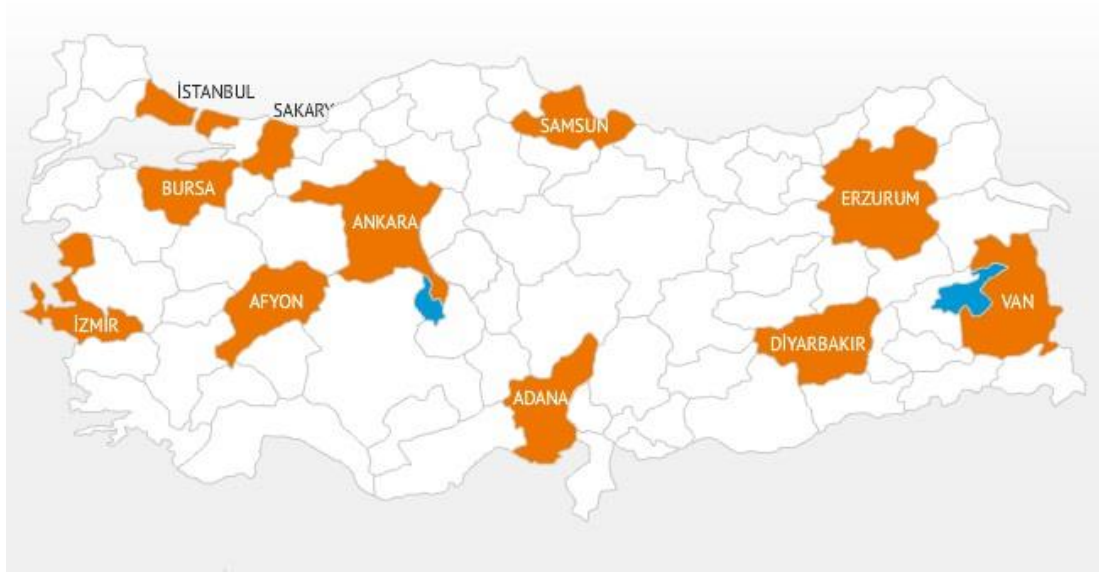 İSTANBUL
SAKARY
SAMSUN
BURSA
ERZURUM
ANKARA
AFYON
VAN
İZMİR
DİYARBAKIR
ADANA